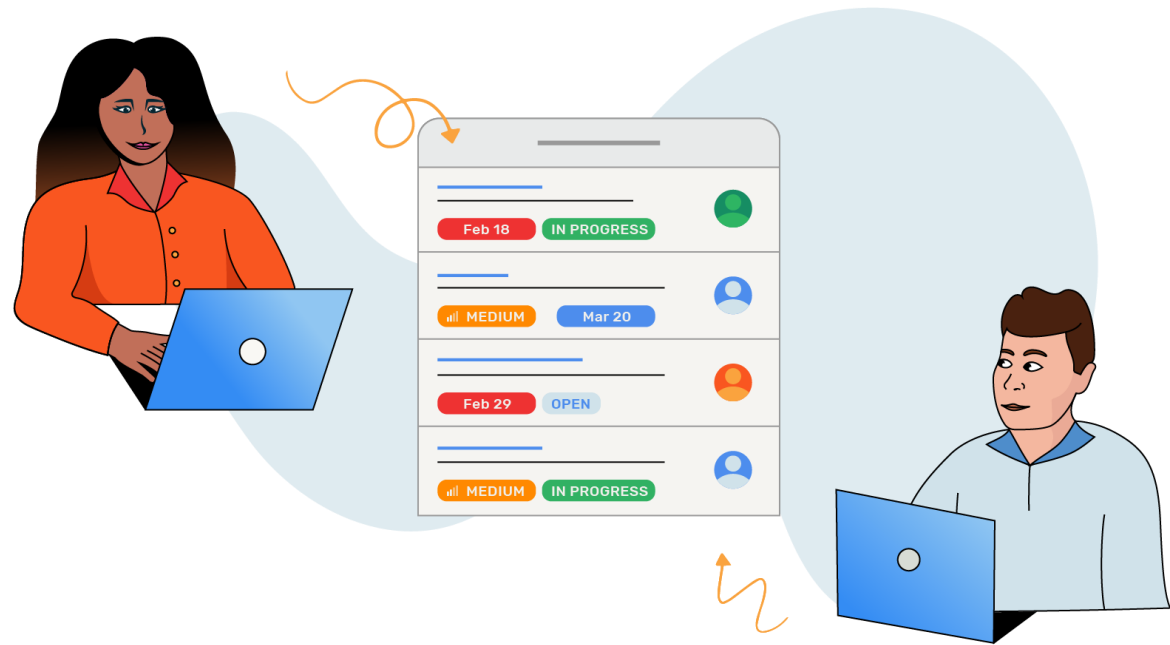 Feb 18 IN PROGRESS
MEDIUM Mar 20
Feb 29 OPEN
MEDIUM IN PROGRESS